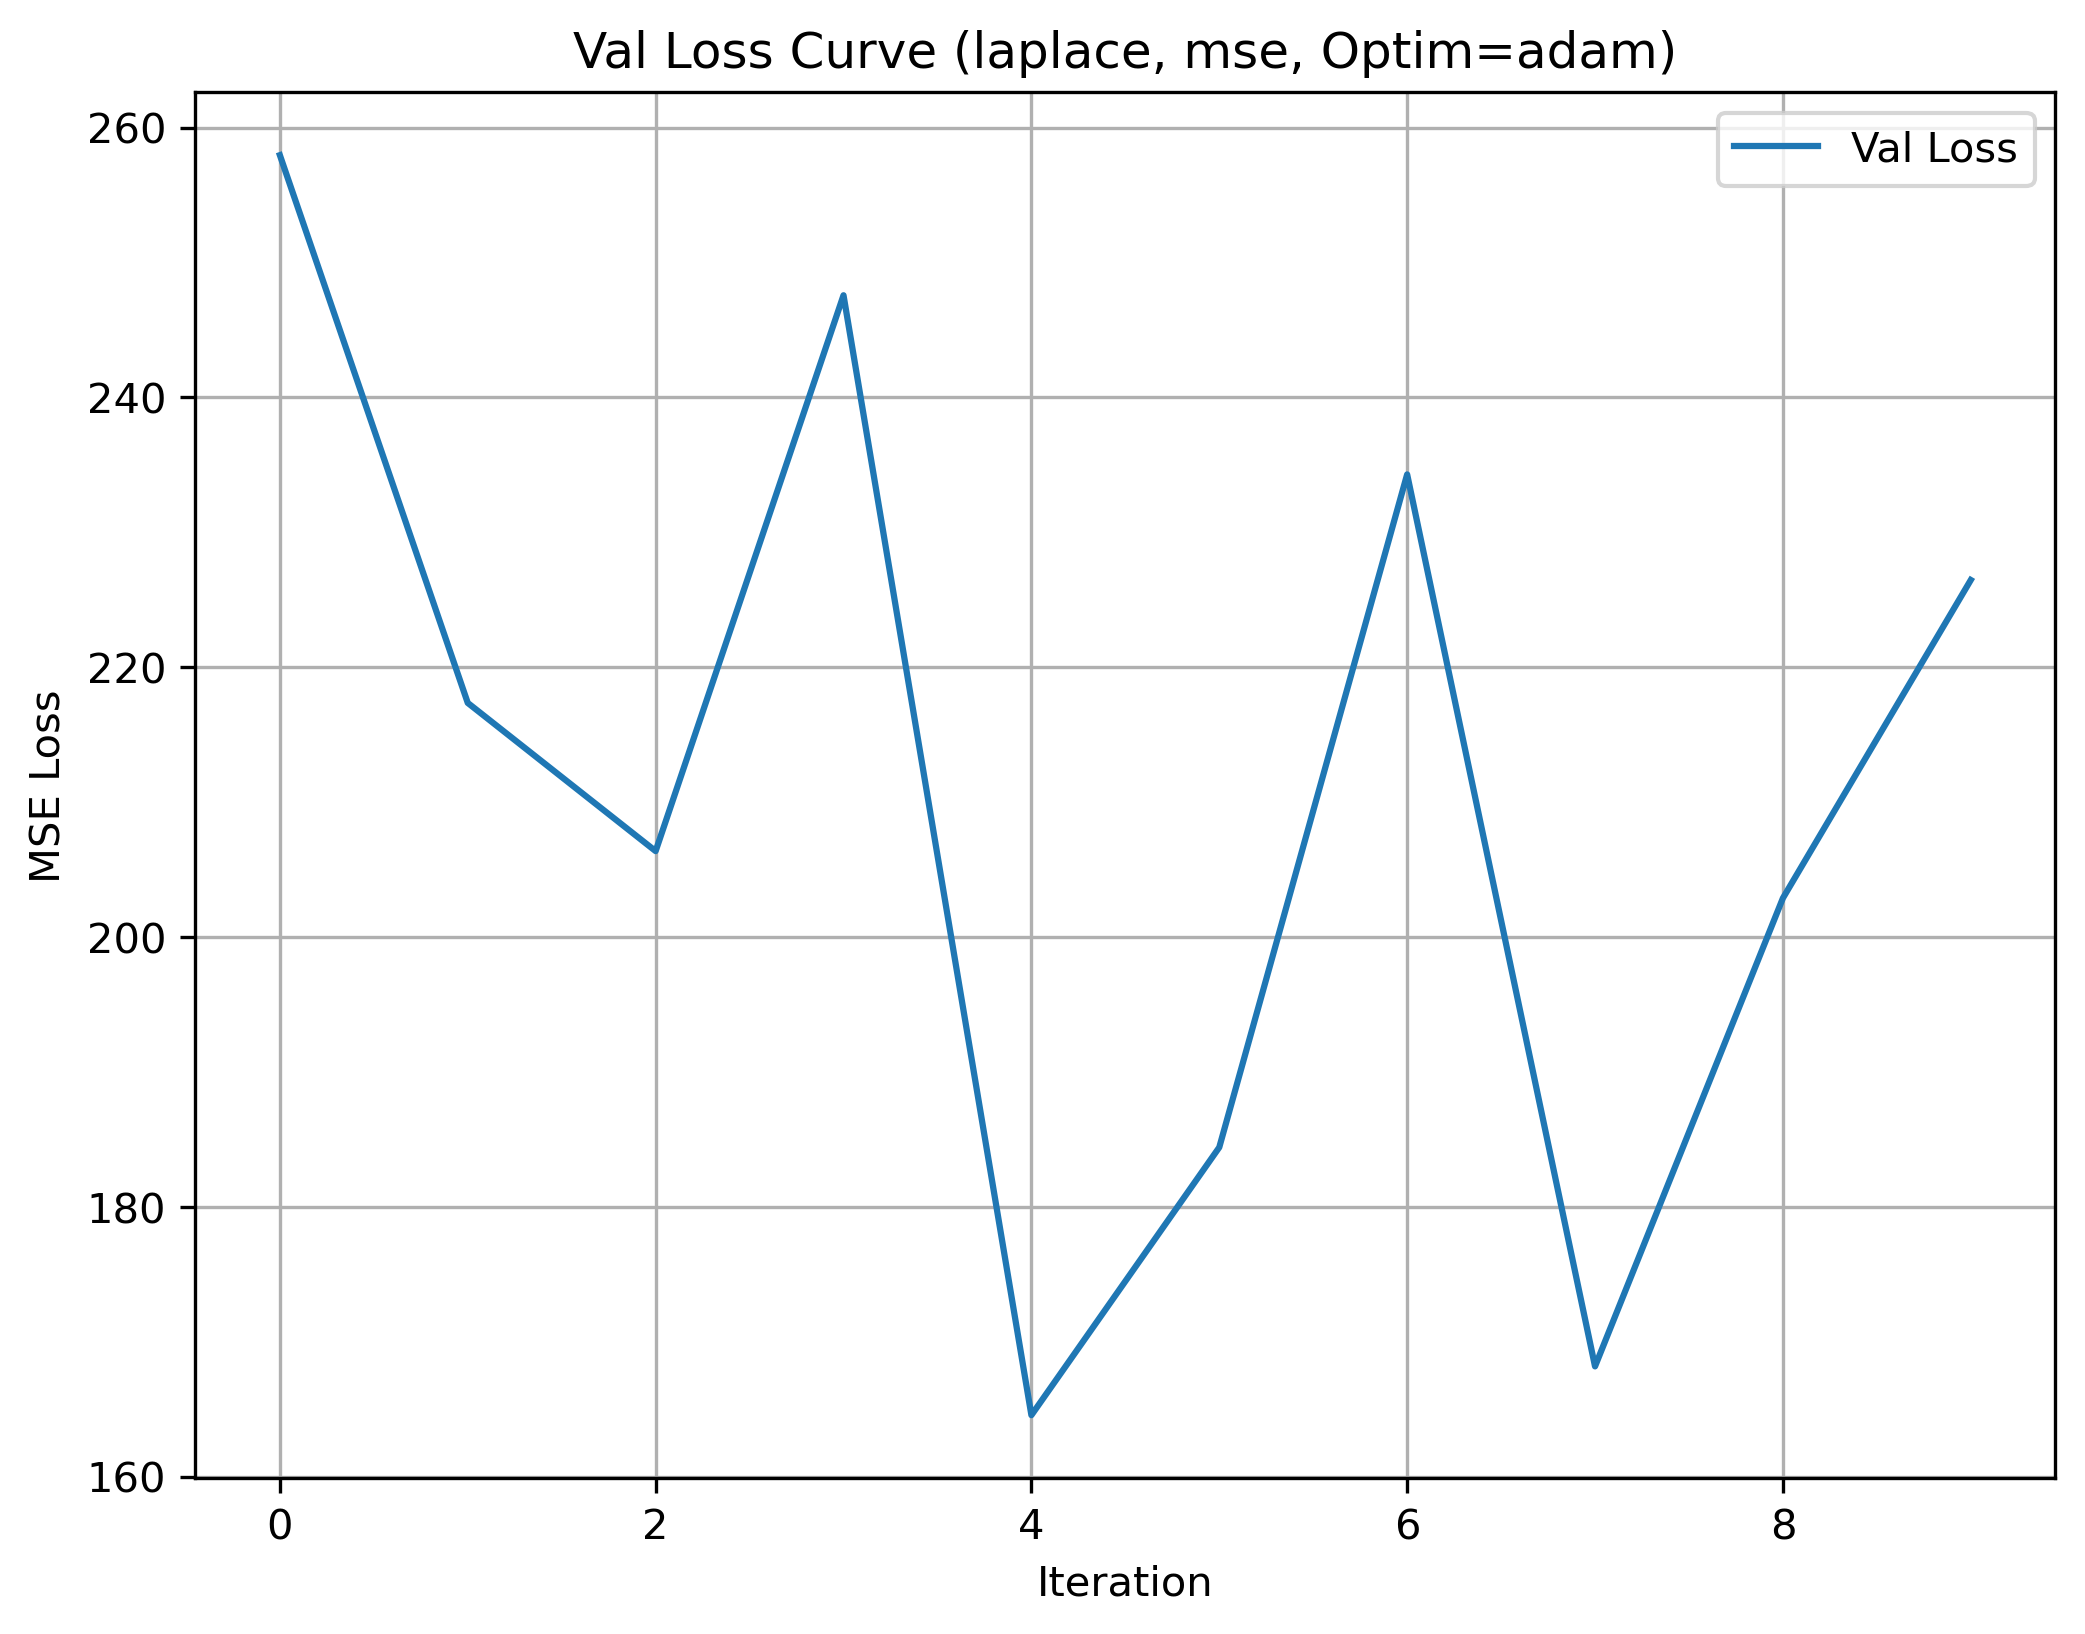 Val Loss Curve (laplace, mse, Optim=adam)
Val Loss
260
240
220
200
180
160
MSE Loss
0 2 4 6 8
Iteration